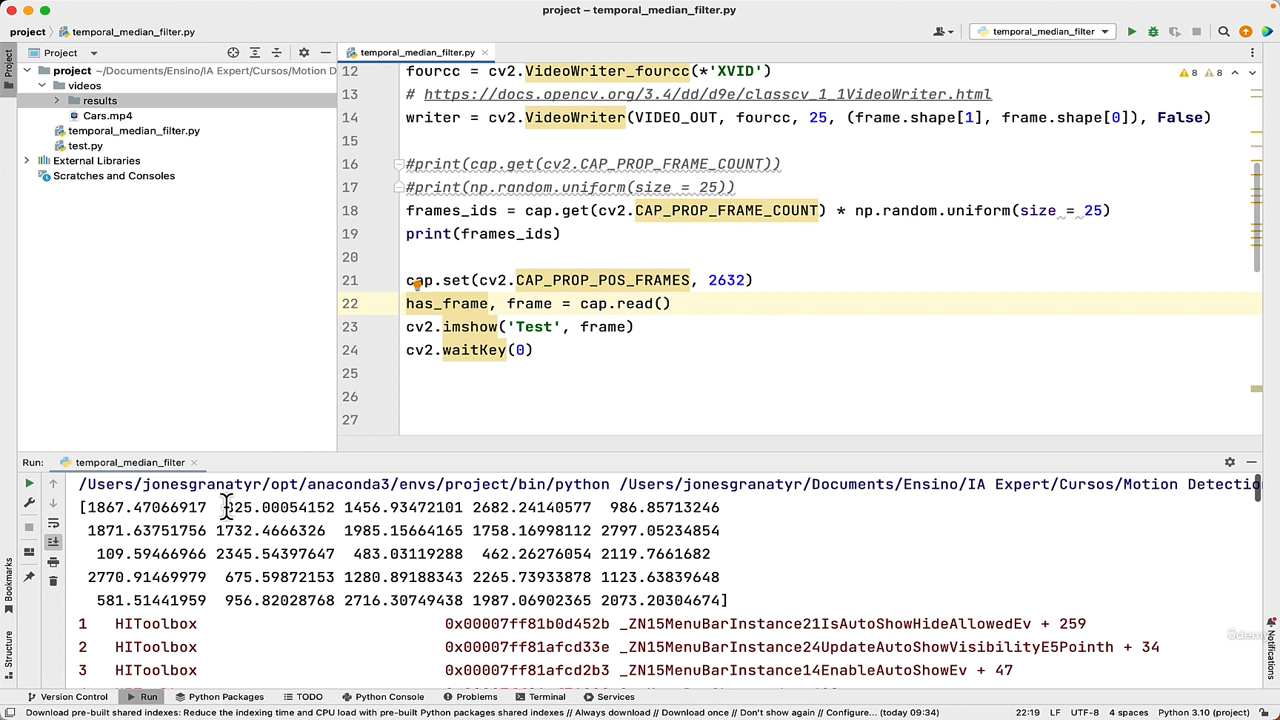 project – temporal_median_filter.py
project
temporal_median_filter.py
temporal_median_filter
Project
Project
temporal_median_filter.py
project ~/Documents/Ensino/IA Expert/Cursos/Motion D
videos
results
Cars.mp4
temporal_median_filter.py
test.py
External Libraries
Scratches and Consoles
8 8
12 fourcc = cv2.VideoWriter_fourcc(*'XVID')
13 # https://docs.opencv.org/3.4/dd/d9e/classcv_1_1VideoWriter.html
14 writer = cv2.VideoWriter(VIDEO_OUT, fourcc, 25, (frame.shape[1], frame.shape[0]), False)
15
16 #print(cap.get(cv2.CAP_PROP_FRAME_COUNT))
17 #print(np.random.uniform(size = 25))
18 frames_ids = cap.get(cv2.CAP_PROP_FRAME_COUNT) * np.random.uniform(size = 25)
19 print(frames_ids)
20
21 cap.set(cv2.CAP_PROP_POS_FRAMES, 2632)
22 has_frame, frame = cap.read()
23 cv2.imshow('Test', frame)
24 cv2.waitKey(0)
25
26
27
Run: temporal_median_filter
/Users/jonesgranatyr/opt/anaconda3/envs/project/bin/python /Users/jonesgranatyr/Documents/Ensino/IA Expert/Cursos/Motion Detectio
[1867.47066917 25.00054152 1456.93472101 2682.24140577 986.85713246
1871.63751756 1732.4666326 1985.15664165 1758.16998112 2797.05234854
109.59466966 2345.54397647 483.03119288 462.26276054 2119.7661682
2770.91469979 675.59872153 1280.89188343 2265.73933878 1123.63839648
581.51441959 956.82028768 2716.30749438 1987.06902365 2073.20304674]
1 HIToolbox 0x00007ff81b0d452b _ZN15MenuBarInstance21IsAutoShowHideAllowedEv + 259
2 HIToolbox 0x00007ff81afcd33e _ZN15MenuBarInstance24UpdateAutoShowVisibilityE5Pointh + 34
3 HIToolbox 0x00007ff81afcd2b3 _ZN15MenuBarInstance14EnableAutoShowEv + 47
Bookmarks
Structure
Notifications
Version Control
Run
Python Packages
TODO
Python Console
Problems
Terminal
Services
Download pre-built shared indexes: Reduce the indexing time and CPU load with pre-built Python packages shared indexes // Always download // Download once // Don't show again // Configure... (today 09:34)
22:19 LF UTF-8 4 spaces Python 3.10 (project)